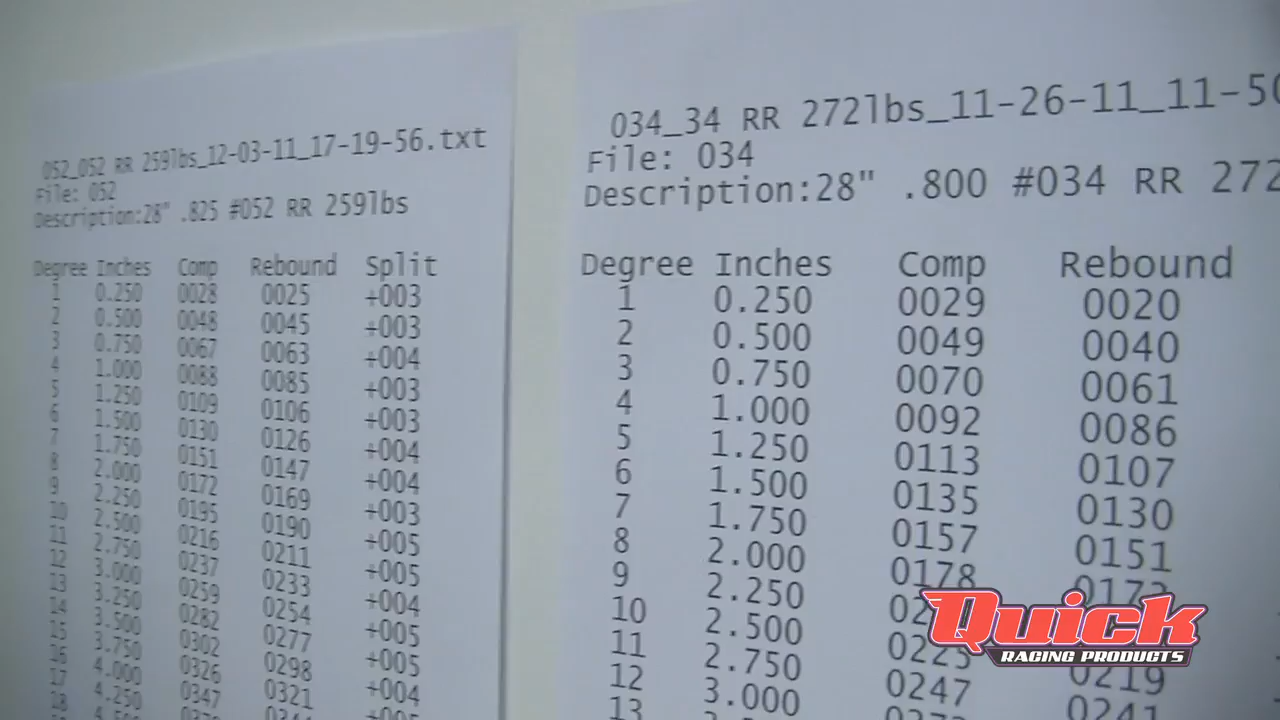 052_052 RR 259lbs_12-03-11_17-19-56.txt
File: 052
Description:28" .825 #052 RR 259lbs
Degree Inches Comp Rebound Split
1 0.250 0028 0025 +003
2 0.500 0048 0045 +003
3 0.750 0067 0063 +004
4 1.000 0088 0085 +003
5 1.250 0109 0106 +003
6 1.500 0130 0126 +004
7 1.750 0151 0147 +004
8 2.000 0172 0169 +003
9 2.250 0195 0190 +005
10 2.500 0216 0211 +005
11 2.750 0237 0233 +004
12 3.000 0259 0254 +005
13 3.250 0282 0277 +005
14 3.500 0302 0298 +005
15 3.750 0326 0321 +004
16 4.000 0347
17 4.250
18
034_34 RR 272lbs_11-26-11_11-50
File: 034
Description:28" .800 #034 RR 272
Degree Inches Comp Rebound
1 0.250 0029 0020
2 0.500 0049 0040
3 0.750 0070 0061
4 1.000 0092 0086
5 1.250 0113 0107
6 1.500 0135 0130
7 1.750 0157 0151
8 2.000 0178 0173
9 2.250
10 2.500 0225 0219
11 2.750 0247 0241
12 3.000
13
Quick
RACING PRODUCTS